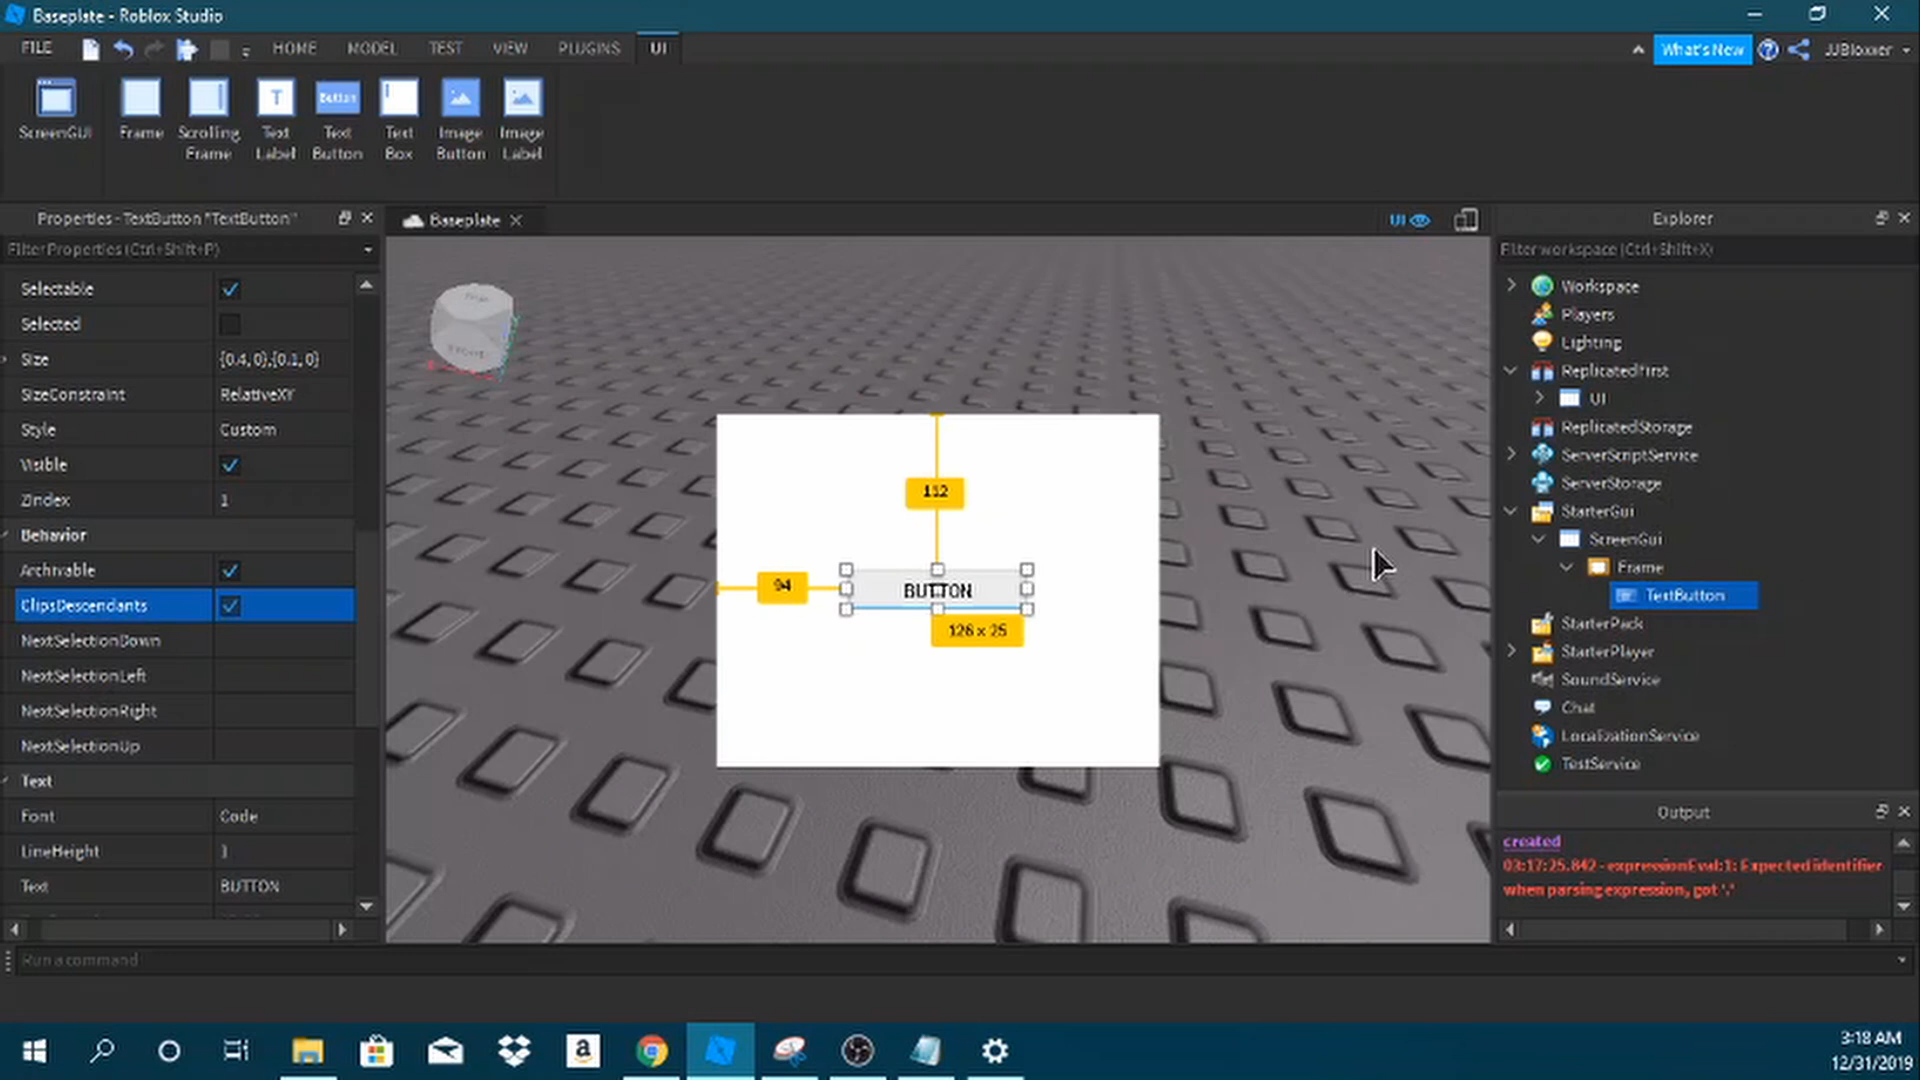 Baseplate - Roblox Studio
FILE HOME MODEL TEST VIEW PLUGINS UI
What's New
JJBloxxer
ScreenGUI
Frame
Scrolling Frame
Text Label
Button
Text Button
Text Box
Image Button
Image Label
Properties - TextButton "TextButton"
Filter Properties (Ctrl+Shift+P)
Selectable
Selected
Size {0.4, 0},{0.1, 0}
SizeConstraint RelativeXY
Style Custom
Visible
ZIndex 1
Behavior
Archivable
ClipsDescendants
NextSelectionDown
NextSelectionLeft
NextSelectionRight
NextSelectionUp
Text
Font Code
LineHeight 1
Text BUTTON
Baseplate
UI
112
94
BUTTON
126 x 25
Explorer
Filter workspace (Ctrl+Shift+X)
Workspace
Players
Lighting
ReplicatedFirst
UI
ReplicatedStorage
ServerScriptService
ServerStorage
StarterGui
ScreenGui
Frame
TextButton
StarterPack
StarterPlayer
SoundService
Chat
LocalizationService
TestService
Output
created
03:17:25.842 - expressionEval:1: Expected identifier
when parsing expression, got '.'
Run a command
3:18 AM
12/31/2019